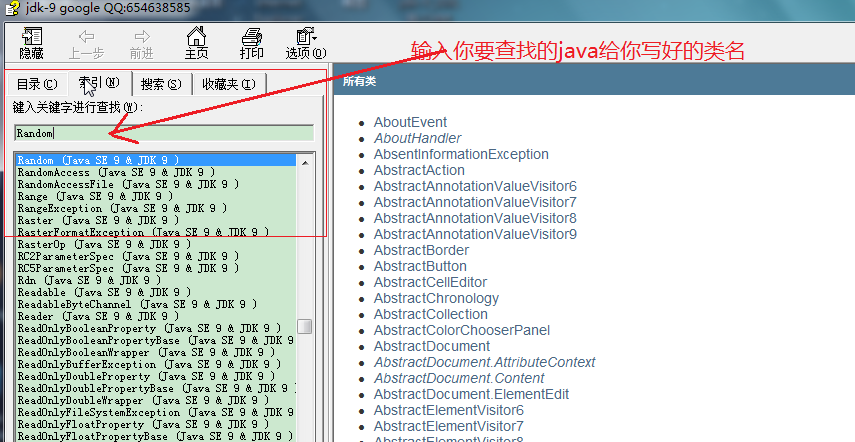 jdk-9 google QQ:654638585
隐藏 上一步 前进 主页 打印 选项(O)
输入你要查找的java给你写好的类名
目录(C) 索引(N) 搜索(S) 收藏夹(I)
键入关键字进行查找(W):
Random
Random (Java SE 9 & JDK 9 )
RandomAccess (Java SE 9 & JDK 9 )
RandomAccessFile (Java SE 9 & JDK 9 )
Range (Java SE 9 & JDK 9 )
RangeException (Java SE 9 & JDK 9 )
Raster (Java SE 9 & JDK 9 )
RasterFormatException (Java SE 9 & JDK 9 )
RasterOp (Java SE 9 & JDK 9 )
RC2ParameterSpec (Java SE 9 & JDK 9 )
RC5ParameterSpec (Java SE 9 & JDK 9 )
Rdn (Java SE 9 & JDK 9 )
Readable (Java SE 9 & JDK 9 )
ReadableByteChannel (Java SE 9 & JDK 9 )
Reader (Java SE 9 & JDK 9 )
ReadOnlyBooleanProperty (Java SE 9 & JDK 9 )
ReadOnlyBooleanPropertyBase (Java SE 9 & JDK 9
ReadOnlyBooleanWrapper (Java SE 9 & JDK 9 )
ReadOnlyBufferException (Java SE 9 & JDK 9 )
ReadOnlyDoubleProperty (Java SE 9 & JDK 9 )
ReadOnlyDoublePropertyBase (Java SE 9 & JDK 9
ReadOnlyDoubleWrapper (Java SE 9 & JDK 9 )
ReadOnlyFileSystemException (Java SE 9 & JDK 9
ReadOnlyFloatProperty (Java SE 9 & JDK 9 )
ReadOnlyFloatPropertyBase (Java SE 9 & JDK 9
所有类
AboutEvent
AboutHandler
AbsentInformationException
AbstractAction
AbstractAnnotationValueVisitor6
AbstractAnnotationValueVisitor7
AbstractAnnotationValueVisitor8
AbstractAnnotationValueVisitor9
AbstractBorder
AbstractButton
AbstractCellEditor
AbstractChronology
AbstractCollection
AbstractColorChooserPanel
AbstractDocument
AbstractDocument.AttributeContext
AbstractDocument.Content
AbstractDocument.ElementEdit
AbstractElementVisitor6
AbstractElementVisitor7
AbstractElementVisitor8